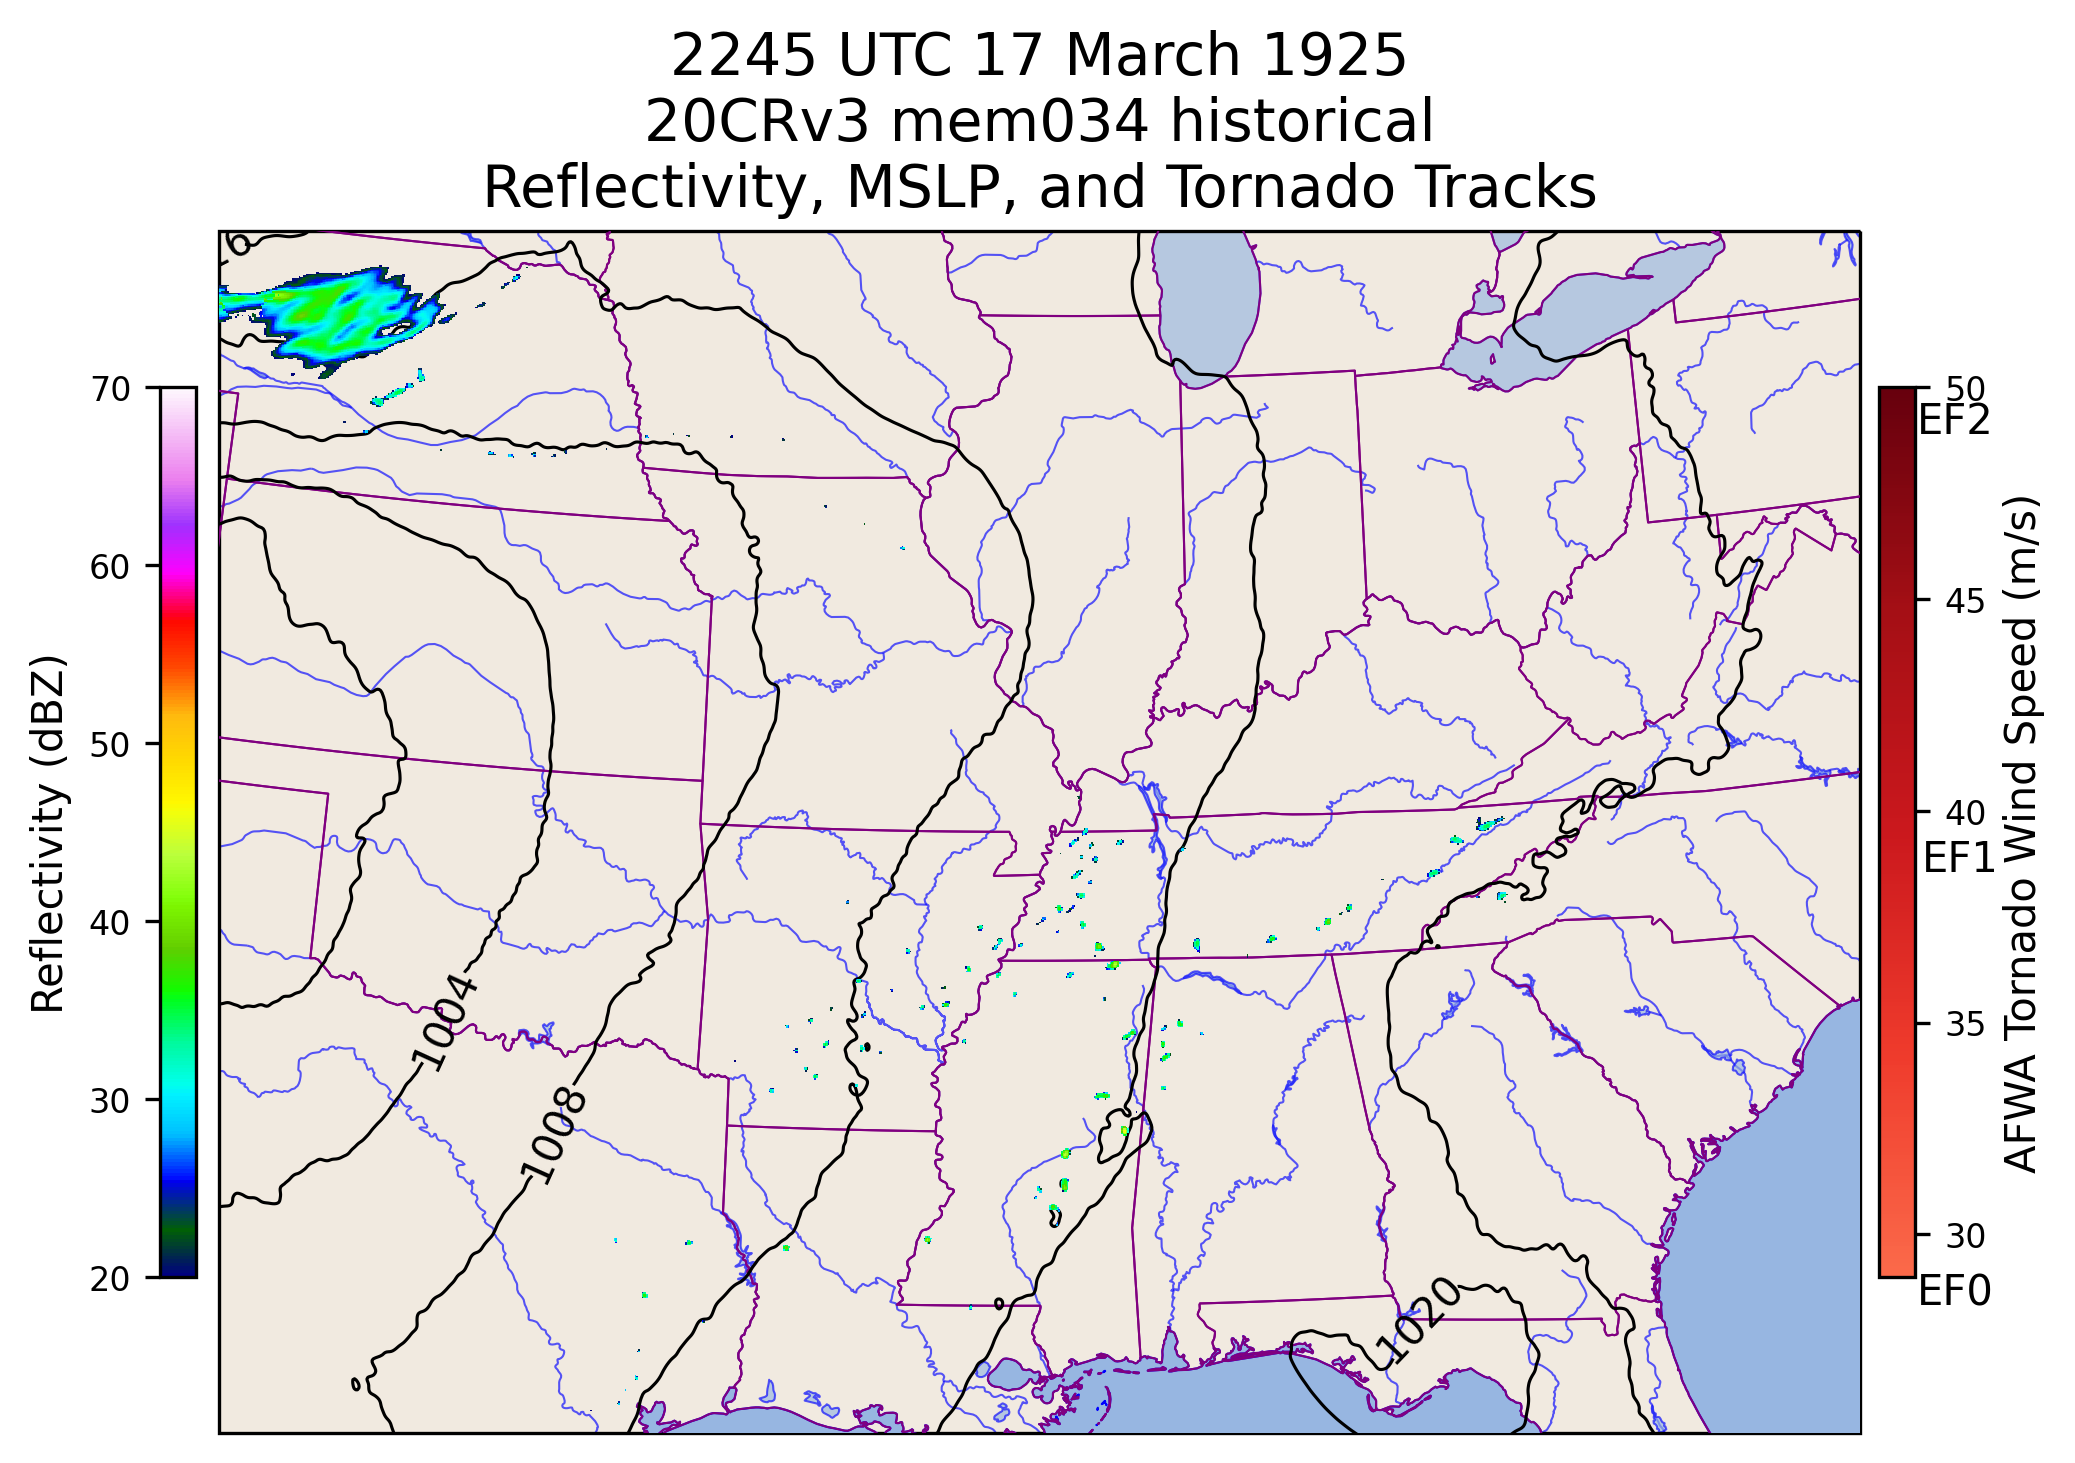 2245 UTC 17 March 1925
20CRv3 mem034 historical
Reflectivity, MSLP, and Tornado Tracks
6
70
60
50
40
30
20
Reflectivity (dBZ)
1004
1008
1020
50
EF2
45
40
EF1
35
30
EF0
AFWA Tornado Wind Speed (m/s)